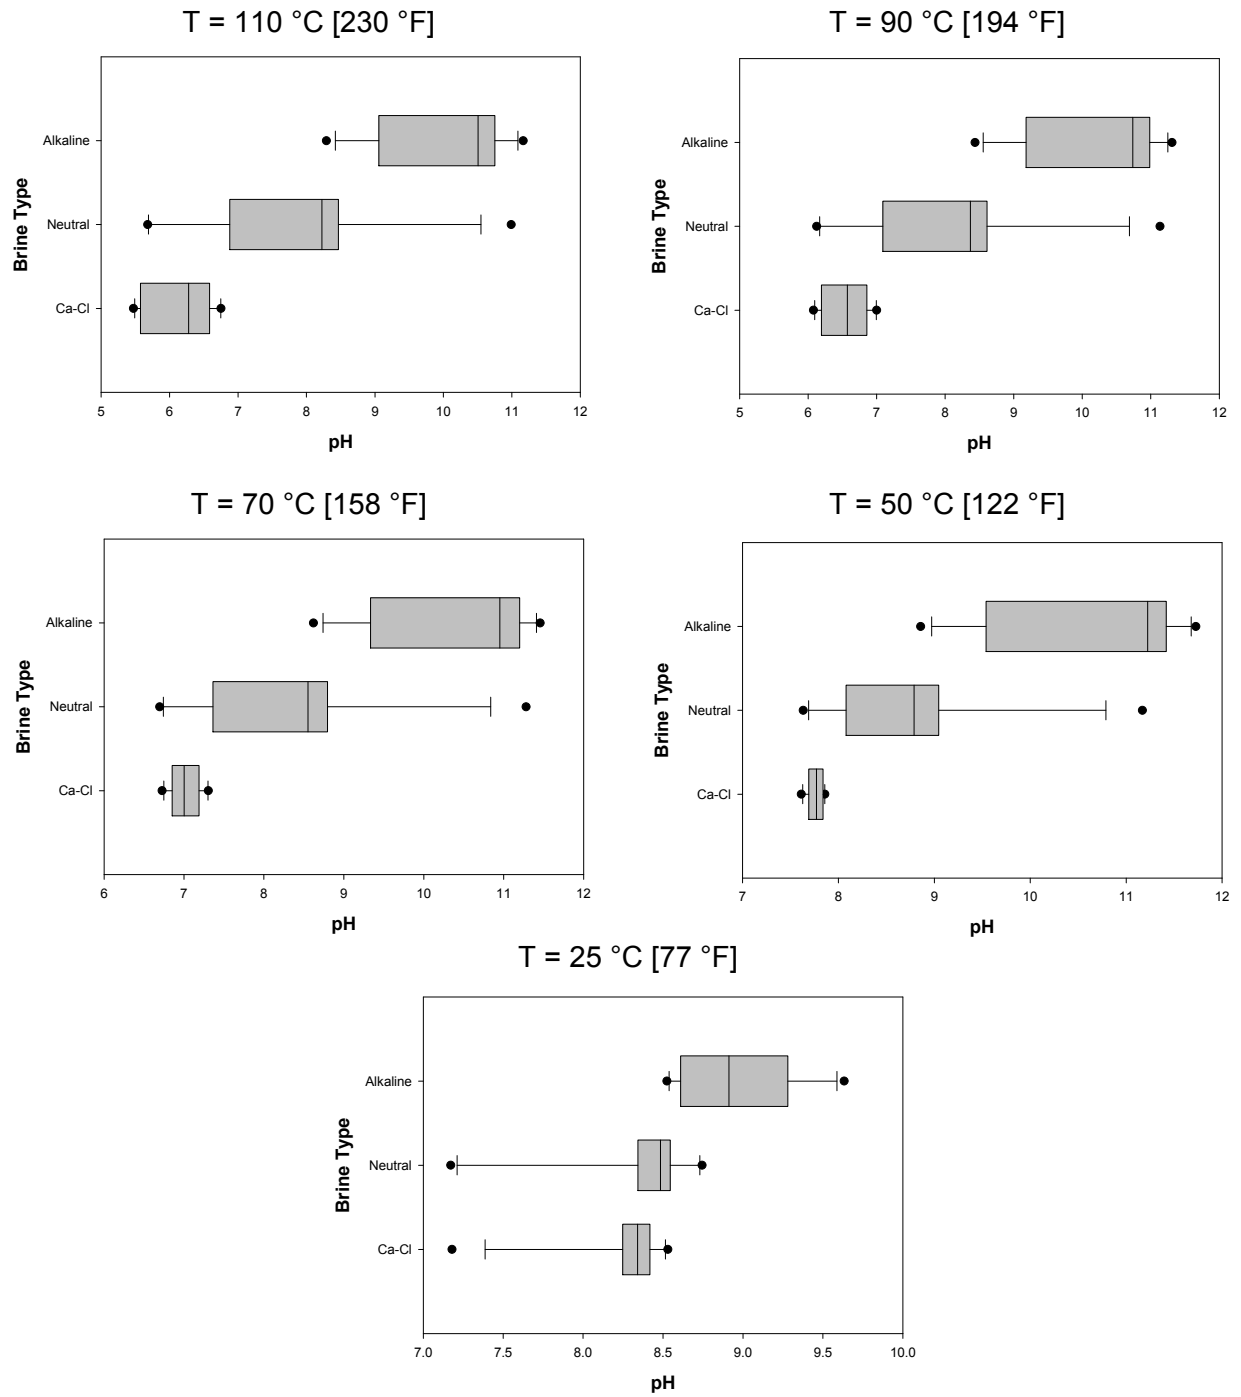 T = 110 °C [230 °F]
Brine Type
Alkaline
Neutral
Ca-Cl
5 6 7 8 9 10 11 12
pH
T = 90 °C [194 °F]
Brine Type
Alkaline
Neutral
Ca-Cl
5 6 7 8 9 10 11 12
pH
T = 70 °C [158 °F]
Brine Type
Alkaline
Neutral
Ca-Cl
6 7 8 9 10 11 12
pH
T = 50 °C [122 °F]
Brine Type
Alkaline
Neutral
Ca-Cl
7 8 9 10 11 12
pH
T = 25 °C [77 °F]
Brine Type
Alkaline
Neutral
Ca-Cl
7.0 7.5 8.0 8.5 9.0 9.5 10.0
pH